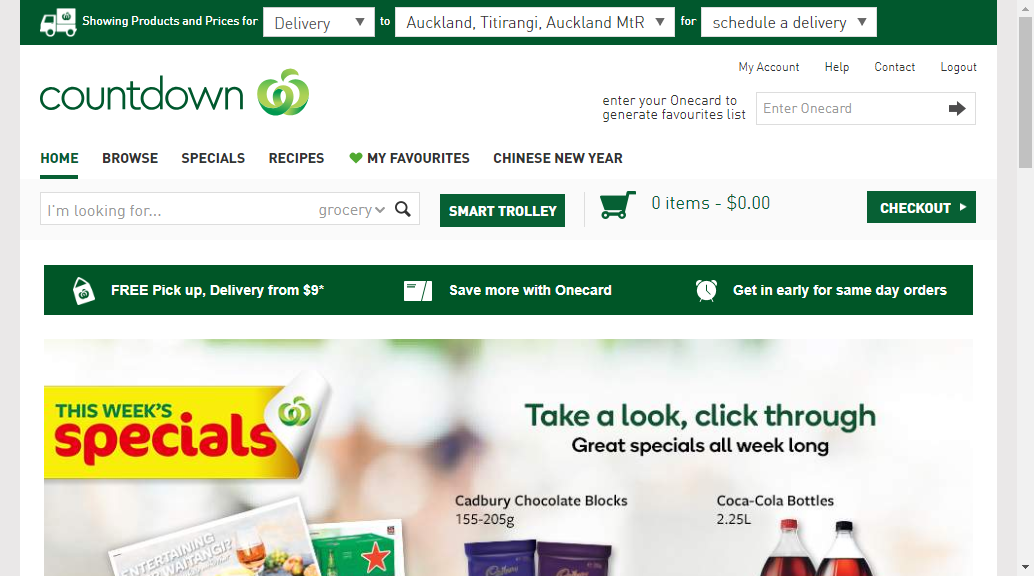 Showing Products and Prices for Delivery to Auckland, Titirangi, Auckland MtR for schedule a delivery
My Account Help Contact Logout
countdown
enter your Onecard to
generate favourites list
Enter Onecard
HOME BROWSE SPECIALS RECIPES MY FAVOURITES CHINESE NEW YEAR
I'm looking for... grocery SMART TROLLEY 0 items - $0.00 CHECKOUT
FREE Pick up, Delivery from $9* Save more with Onecard Get in early for same day orders
THIS WEEK'S
specials
Take a look, click through
Great specials all week long
Cadbury Chocolate Blocks
155-205g
Coca-Cola Bottles
2.25L
ENTERTAINING
WAITANGI?
Cadbury